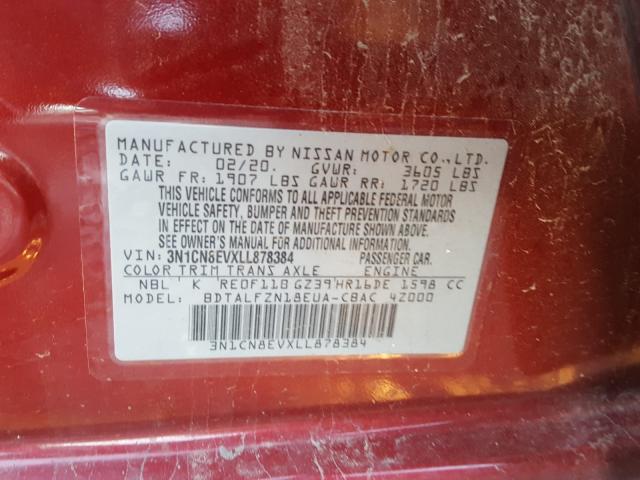 MANUFACTURED BY NISSAN MOTOR CO., LTD.
DATE: 02/20. GVWR: 3605 LBS
GAWR FR: 1907 LBS GAWR RR: 1720 LBS
THIS VEHICLE CONFORMS TO ALL APPLICABLE FEDERAL MOTOR
VEHICLE SAFETY, BUMPER AND THEFT PREVENTION STANDARDS
IN EFFECT ON THE DATE OF MANUFACTURE SHOWN ABOVE.
SEE OWNER'S MANUAL FOR ADDITIONAL INFORMATION.
VIN: 3N1CN8EVXLL878384 PASSENGER CAR.
COLOR TRIM TRANS AXLE ENGINE
NBL K RE0F11B GZ39 HR16DE 1598 CC
MODEL: BDTALFZN18EUA-CBAC 4Z000
3N1CN8EVXLL878384